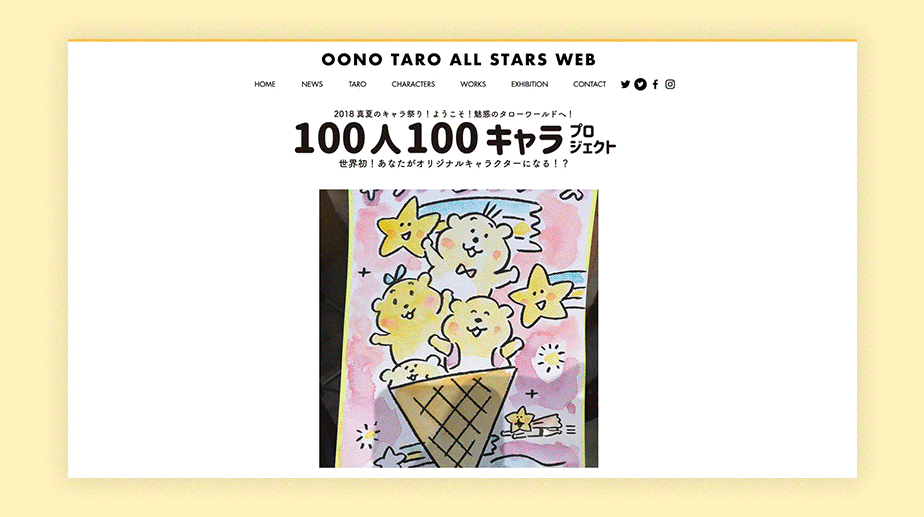 OONO TARO ALL STARS WEB
HOME NEWS TARO CHARACTERS WORKS EXHIBITION CONTACT
2018 真夏のキャラ祭り！ようこそ！魅惑のタローワールドへ！
100人100キャラプロジェクト
世界初！あなたがオリジナルキャラクターになる！？